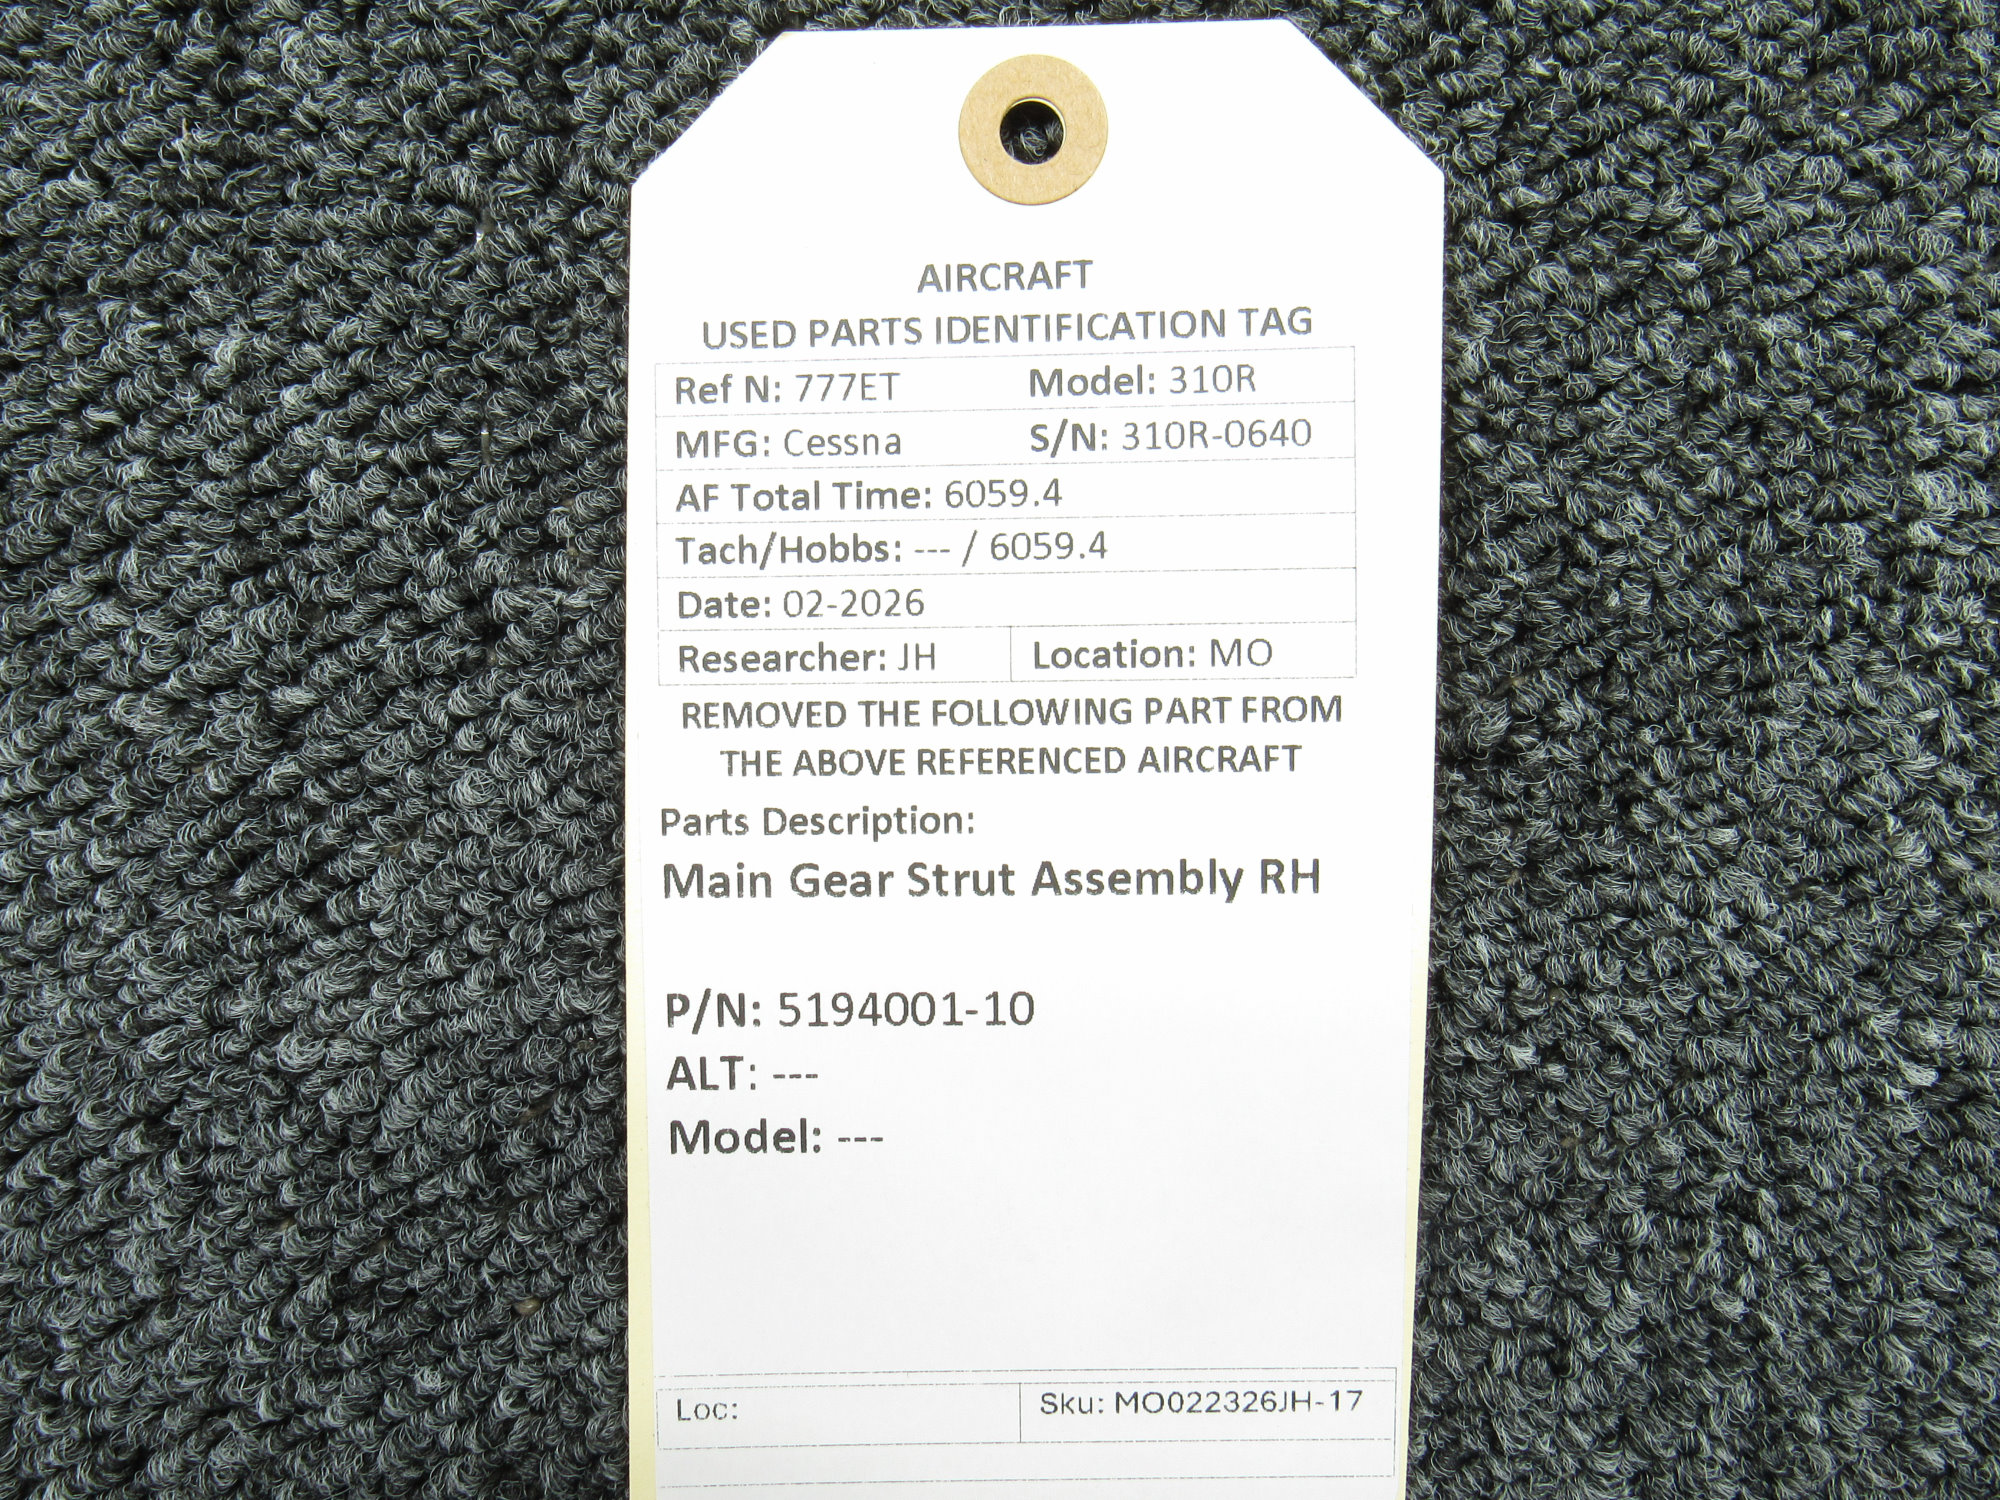 AIRCRAFT
USED PARTS IDENTIFICATION TAG
Ref N: 777ET Model: 310R
MFG: Cessna S/N: 310R-0640
AF Total Time: 6059.4
Tach/Hobbs: --- / 6059.4
Date: 02-2026
Researcher: JH Location: MO
REMOVED THE FOLLOWING PART FROM
THE ABOVE REFERENCED AIRCRAFT
Parts Description:
Main Gear Strut Assembly RH
P/N: 5194001-10
ALT: ---
Model: ---
Loc: Sku: MO022326JH-17